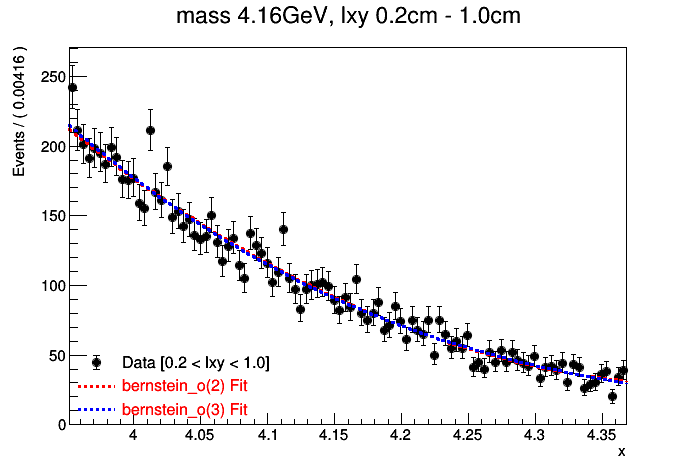 mass 4.16GeV, lxy 0.2cm - 1.0cm
Events / ( 0.00416 )
250
200
150
100
50
0
Data [0.2 < lxy < 1.0]
bernstein_o(2) Fit
bernstein_o(3) Fit
4 4.05 4.1 4.15 4.2 4.25 4.3 4.35
x